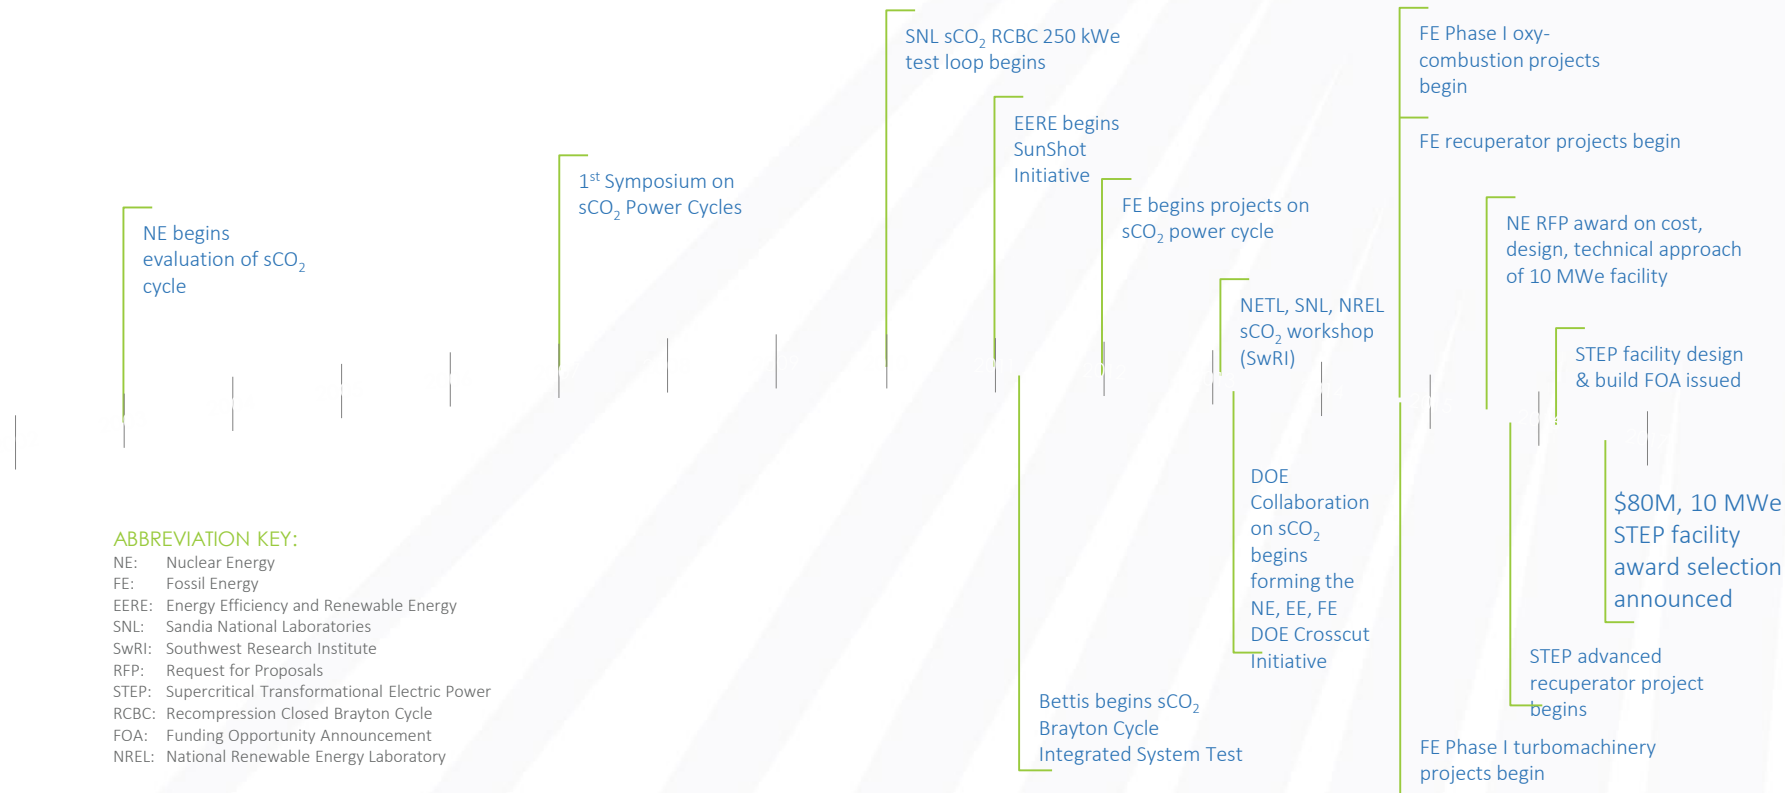 SNL sCO₂ RCBC 250 kWe
test loop begins
FE Phase I oxy-
combustion projects
begin
EERE begins
SunShot
Initiative
FE recuperator projects begin
1st Symposium on
sCO₂ Power Cycles
FE begins projects on
sCO₂ power cycle
NE RFP award on cost,
design, technical approach
of 10 MWe facility
NE begins
evaluation of sCO₂
cycle
NETL, SNL, NREL
sCO₂ workshop
(SwRI)
STEP facility design
& build FOA issued
DOE
Collaboration
on sCO₂
begins
forming the
NE, EE, FE
DOE Crosscut
Initiative
$80M, 10 MWe
STEP facility
award selection
announced
STEP advanced
recuperator project
begins
Bettis begins sCO₂
Brayton Cycle
Integrated System Test
FE Phase I turbomachinery
projects begin
ABBREVIATION KEY:
NE: Nuclear Energy
FE: Fossil Energy
EERE: Energy Efficiency and Renewable Energy
SNL: Sandia National Laboratories
SwRI: Southwest Research Institute
RFP: Request for Proposals
STEP: Supercritical Transformational Electric Power
RCBC: Recompression Closed Brayton Cycle
FOA: Funding Opportunity Announcement
NREL: National Renewable Energy Laboratory